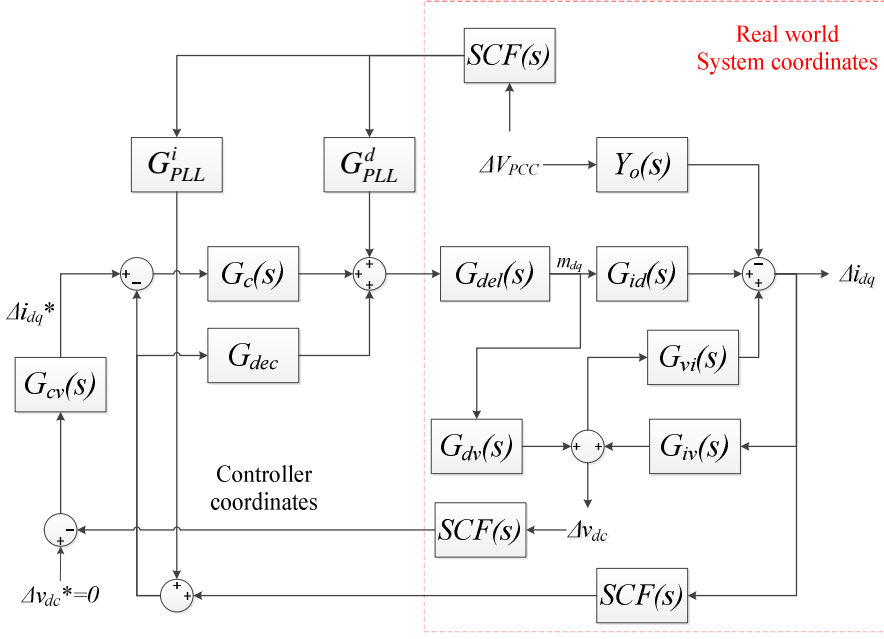 Real world
System coordinates
SCF(s)
G^i_PLL
G^d_PLL
ΔV_PCC
Y_o(s)
+
-
G_c(s)
+
+
+
G_del(s)
m_dq
G_id(s)
+
-
+
Δi_dq
Δi_dq*
G_dec
G_vi(s)
G_cv(s)
G_dv(s)
+
+
G_iv(s)
Controller
coordinates
-
+
SCF(s)
Δv_dc
Δv_dc*=0
+
+
SCF(s)